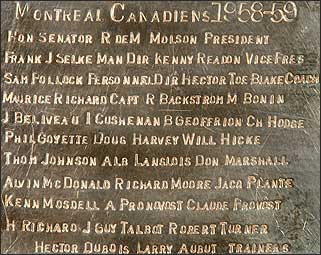 MONTREAL CANADIENS 1958-59
HON SENATOR R DEM MOLSON PRESIDENT
FRANK J SELKE MAN DIR KENNY READON VICE PRES
SAM POLLOCK PERSONNEL DIR HECTOR TOE BLAKE COACH
MAURICE RICHARD CAPT R BACKSTROM M BONIN
J BELIVEAU I CUSHENAN B GEOFFRION CH HODGE
PHIL GOYETTE DOUG HARVEY WILL HICKE
THOM JOHNSON ALB LANGLOIS DON MARSHALL
ALVIN MCDONALD RICHARD MOORE JACQ PLANTE
KENN MOSDELL A PRONOVOST CLAUDE PROVOST
H RICHARD J GUY TALBOT ROBERT TURNER
HECTOR DUBOIS LARRY AUBUT TRAINERS